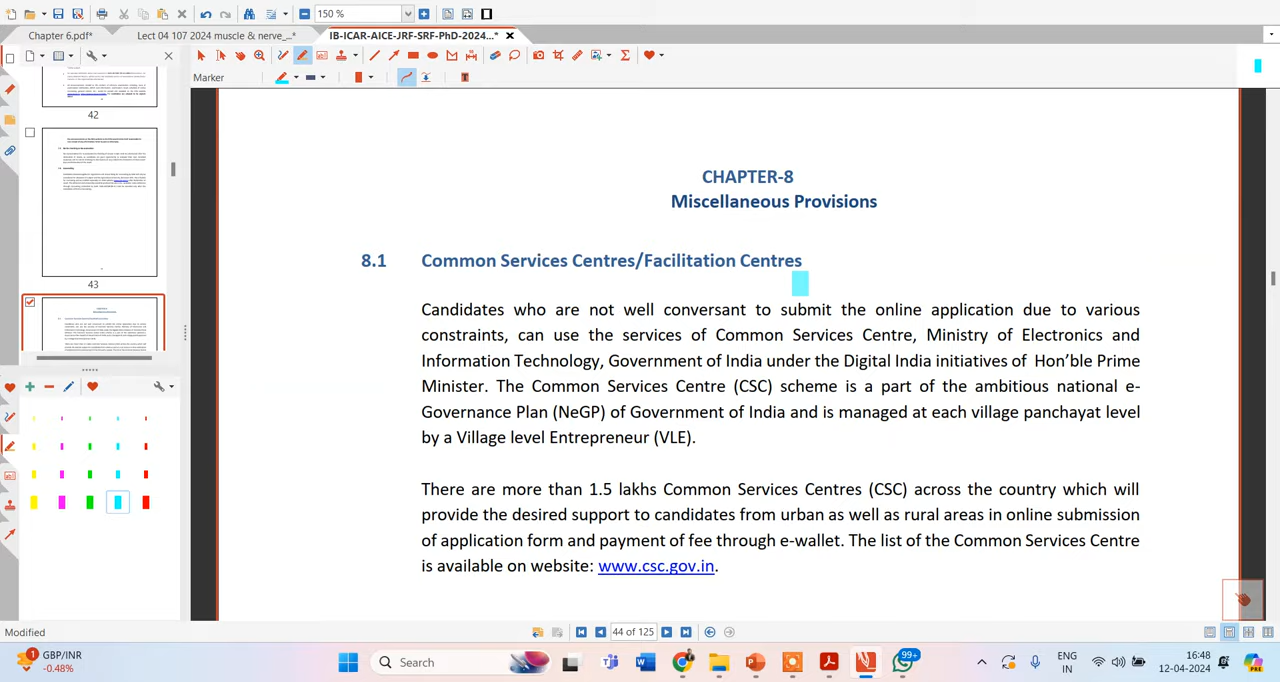 150 %
Chapter 6.pdf*
Lect 04 107 2024 muscle & nerve_...*
IB-ICAR-AICE-JRF-SRF-PhD-2024...*
Marker
42
43
CHAPTER-8
Miscellaneous Provisions
8.1 Common Services Centres/Facilitation Centres
Candidates who are not well conversant to submit the online application due to various
constraints, can use the services of Common Services Centre, Ministry of Electronics and
Information Technology, Government of India under the Digital India initiatives of Hon’ble Prime
Minister. The Common Services Centre (CSC) scheme is a part of the ambitious national e-
Governance Plan (NeGP) of Government of India and is managed at each village panchayat level
by a Village level Entrepreneur (VLE).
There are more than 1.5 lakhs Common Services Centres (CSC) across the country which will
provide the desired support to candidates from urban as well as rural areas in online submission
of application form and payment of fee through e-wallet. The list of the Common Services Centre
is available on website: www.csc.gov.in.
Modified
44 of 125
1
GBP/INR
-0.48%
Search
99+
ENG
IN
16:48
12-04-2024
PRE